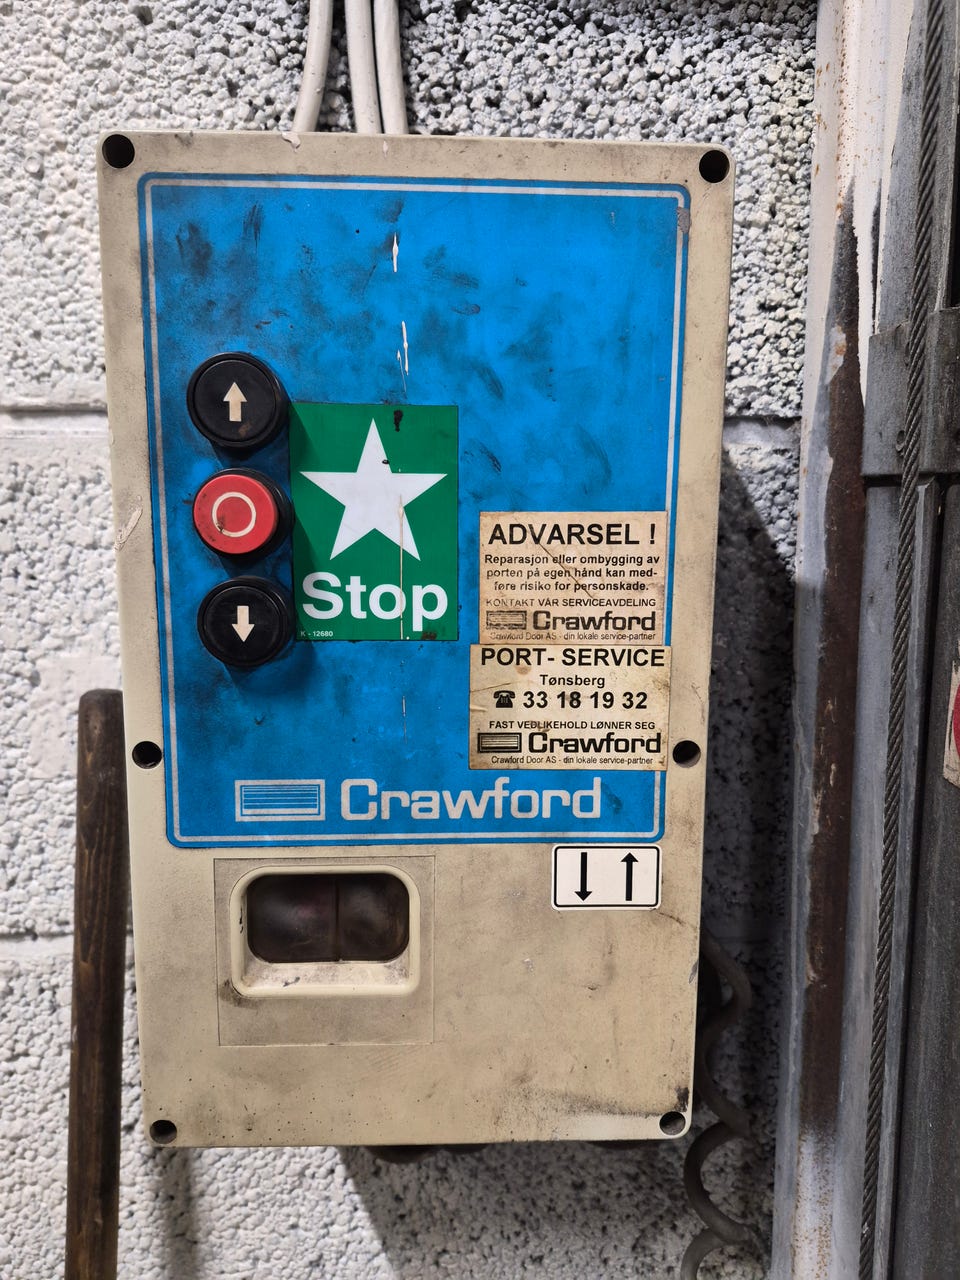 Stop
K - 12680
ADVARSEL !
Reparasjon eller ombygging av
porten på egen hånd kan med-
føre risiko for personskade.
KONTAKT VÅR SERVICEAVDELING
Crawford
Crawford Door AS - din lokale service-partner
PORT- SERVICE
Tønsberg
☎ 33 18 19 32
FAST VEDLIKEHOLD LØNNER SEG
Crawford
Crawford Door AS - din lokale service-partner
Crawford